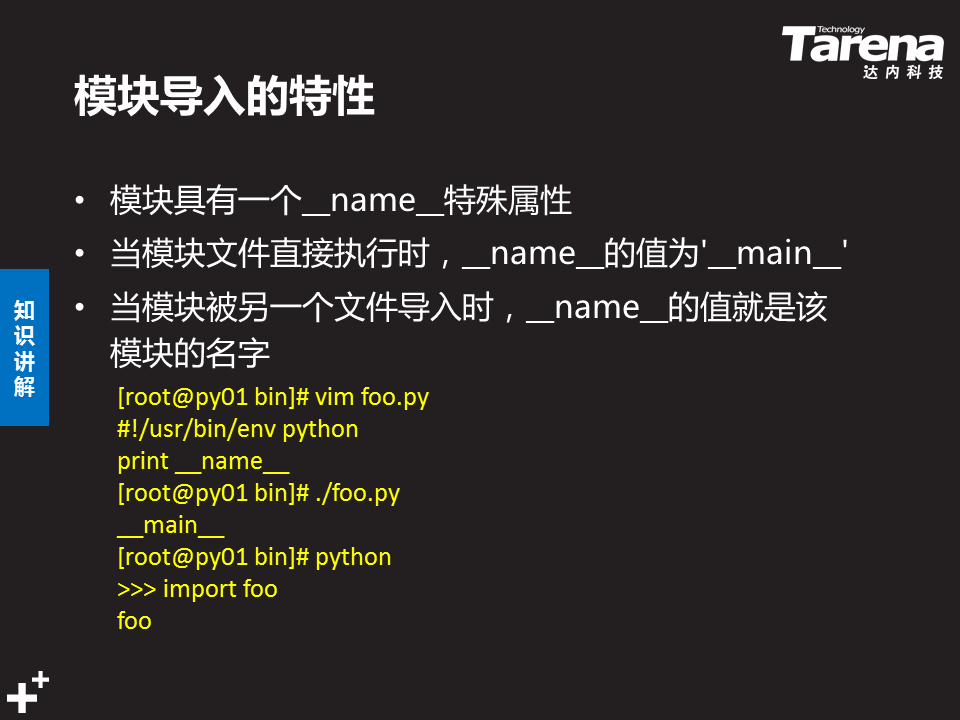 Technology
Tarena
达内科技
模块导入的特性
• 模块具有一个__name__特殊属性
• 当模块文件直接执行时，__name__的值为'__main__'
• 当模块被另一个文件导入时，__name__的值就是该
模块的名字
知
识
讲
解
[root@py01 bin]# vim foo.py
#!/usr/bin/env python
print __name__
[root@py01 bin]# ./foo.py
__main__
[root@py01 bin]# python
>>> import foo
foo